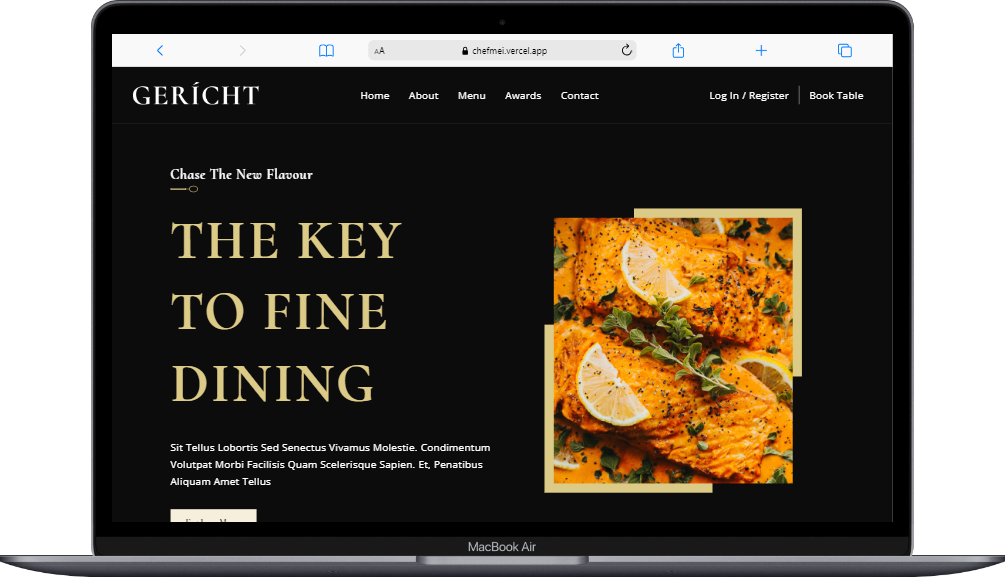 AA chefmei.vercel.app
GERÍCHT Home About Menu Awards Contact Log In / Register Book Table
Chase The New Flavour
THE KEY
TO FINE
DINING
Sit Tellus Lobortis Sed Senectus Vivamus Molestie. Condimentum
Volutpat Morbi Facilisis Quam Scelerisque Sapien. Et, Penatibus
Aliquam Amet Tellus
MacBook Air